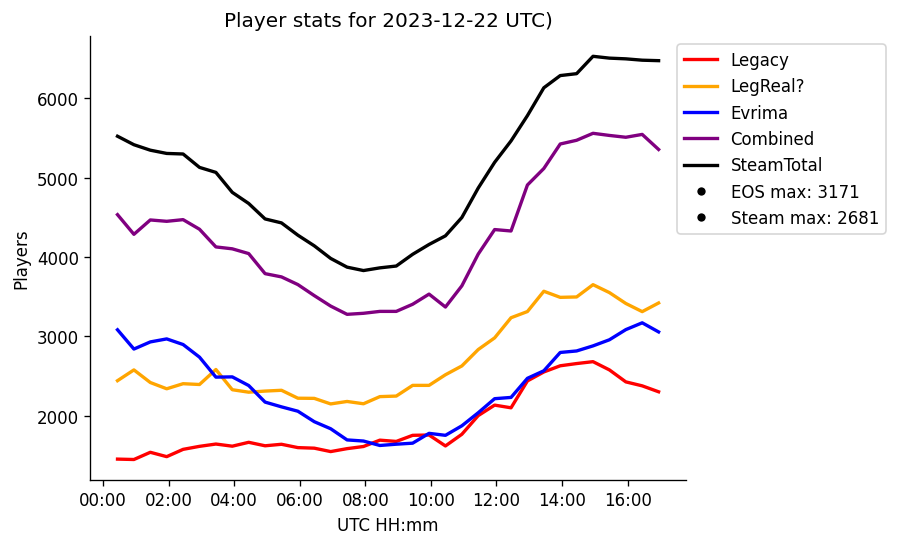 Player stats for 2023-12-22 UTC)
Legacy
LegReal?
Evrima
Combined
SteamTotal
EOS max: 3171
Steam max: 2681
Players
6000
5000
4000
3000
2000
00:00 02:00 04:00 06:00 08:00 10:00 12:00 14:00 16:00
UTC HH:mm